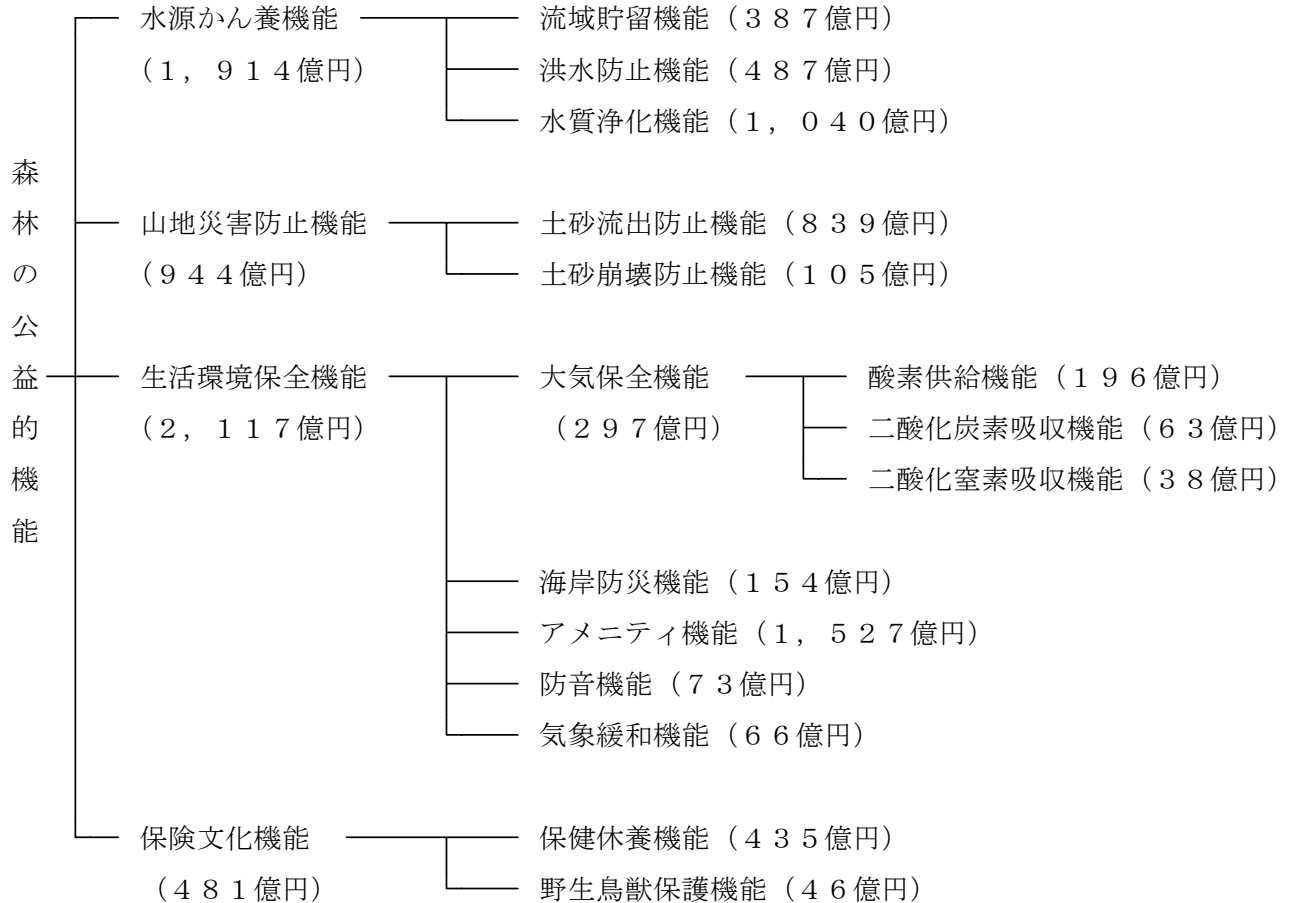 森林の公益的機能
水源かん養機能
(1,914億円)
流域貯留機能(387億円)
洪水防止機能(487億円)
水質浄化機能(1,040億円)
山地災害防止機能
(944億円)
土砂流出防止機能(839億円)
土砂崩壊防止機能(105億円)
生活環境保全機能
(2,117億円)
大気保全機能
(297億円)
酸素供給機能(196億円)
二酸化炭素吸収機能(63億円)
二酸化窒素吸収機能(38億円)
海岸防災機能(154億円)
アメニティ機能(1,527億円)
防音機能(73億円)
気象緩和機能(66億円)
保険文化機能
(481億円)
保健休養機能(435億円)
野生鳥獣保護機能(46億円)